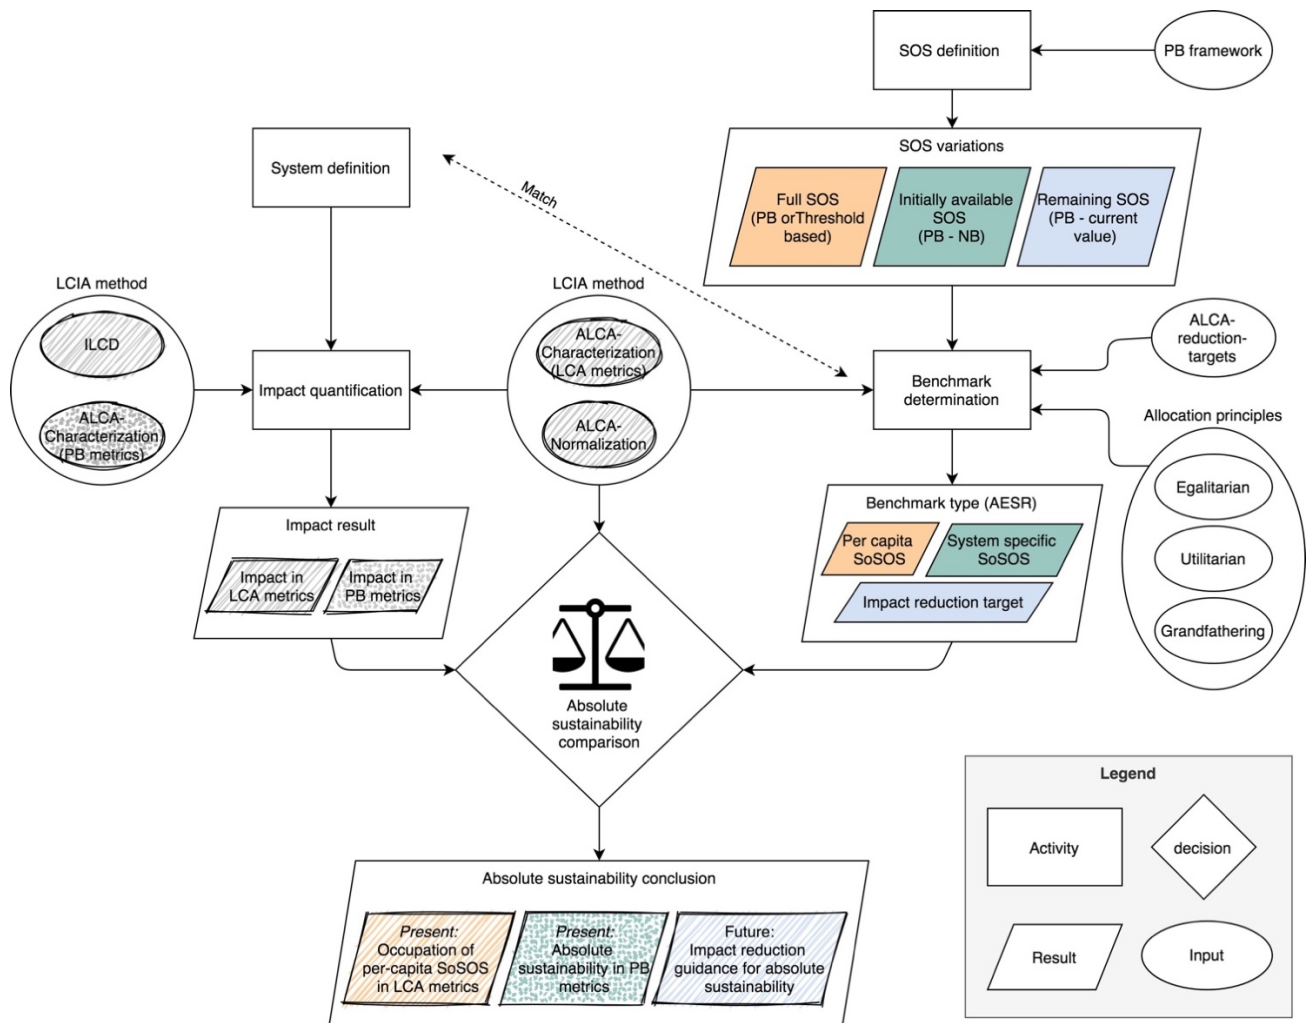 SOS definition
PB framework
SOS variations
Full SOS
(PB orThreshold
based)
Initially available
SOS
(PB - NB)
Remaining SOS
(PB - current
value)
System definition
Match
LCIA method
ILCD
ALCA-
Characterization
(PB metrics)
Impact quantification
LCIA method
ALCA-
Characterization
(LCA metrics)
ALCA-
Normalization
Benchmark
determination
ALCA-
reduction-
targets
Allocation principles
Egalitarian
Utilitarian
Grandfathering
Impact result
Impact in
LCA metrics
Impact in
PB metrics
Benchmark type (AESR)
Per capita
SoSOS
System specific
SoSOS
Impact reduction target
Absolute
sustainability
comparison
Absolute sustainability conclusion
Present:
Occupation of
per-capita SoSOS
in LCA metrics
Present:
Absolute
sustainability in PB
metrics
Future:
Impact reduction
guidance for absolute
sustainability
Legend
Activity
decision
Result
Input